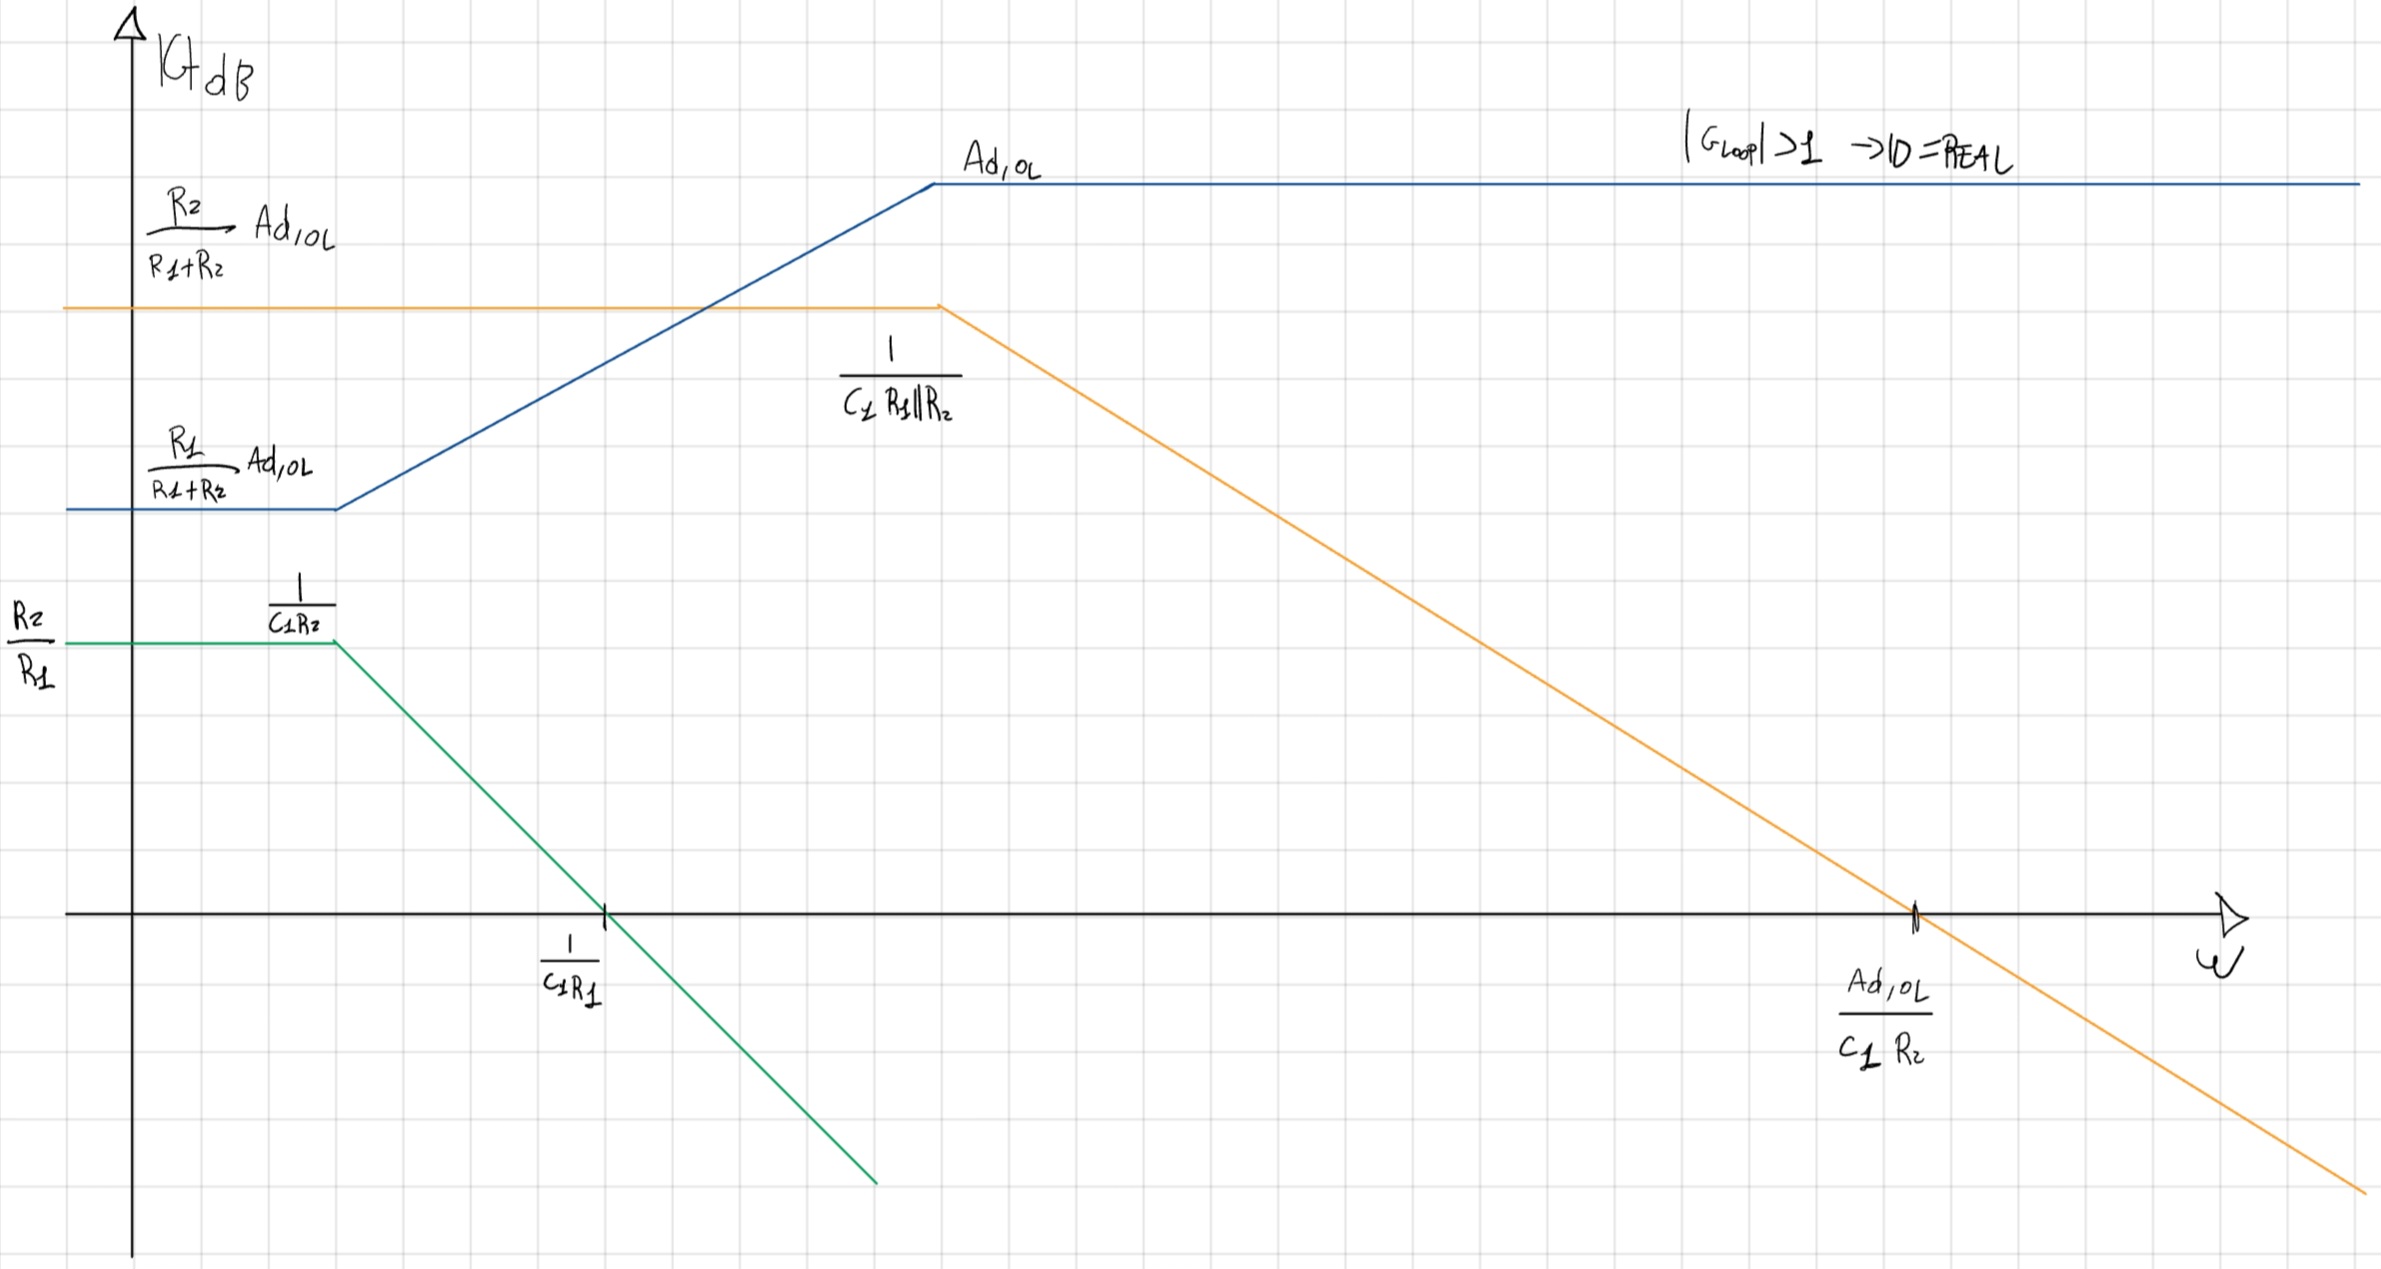 |G|dB
Ad,OL
|GLOOP|>1 →ID=REAL
R2
R1+R2
Ad,OL
1
C1 R1||R2
R1
R1+R2
Ad,OL
1
C1R2
R2
R1
1
C1R1
ω
Ad,OL
C1 R2